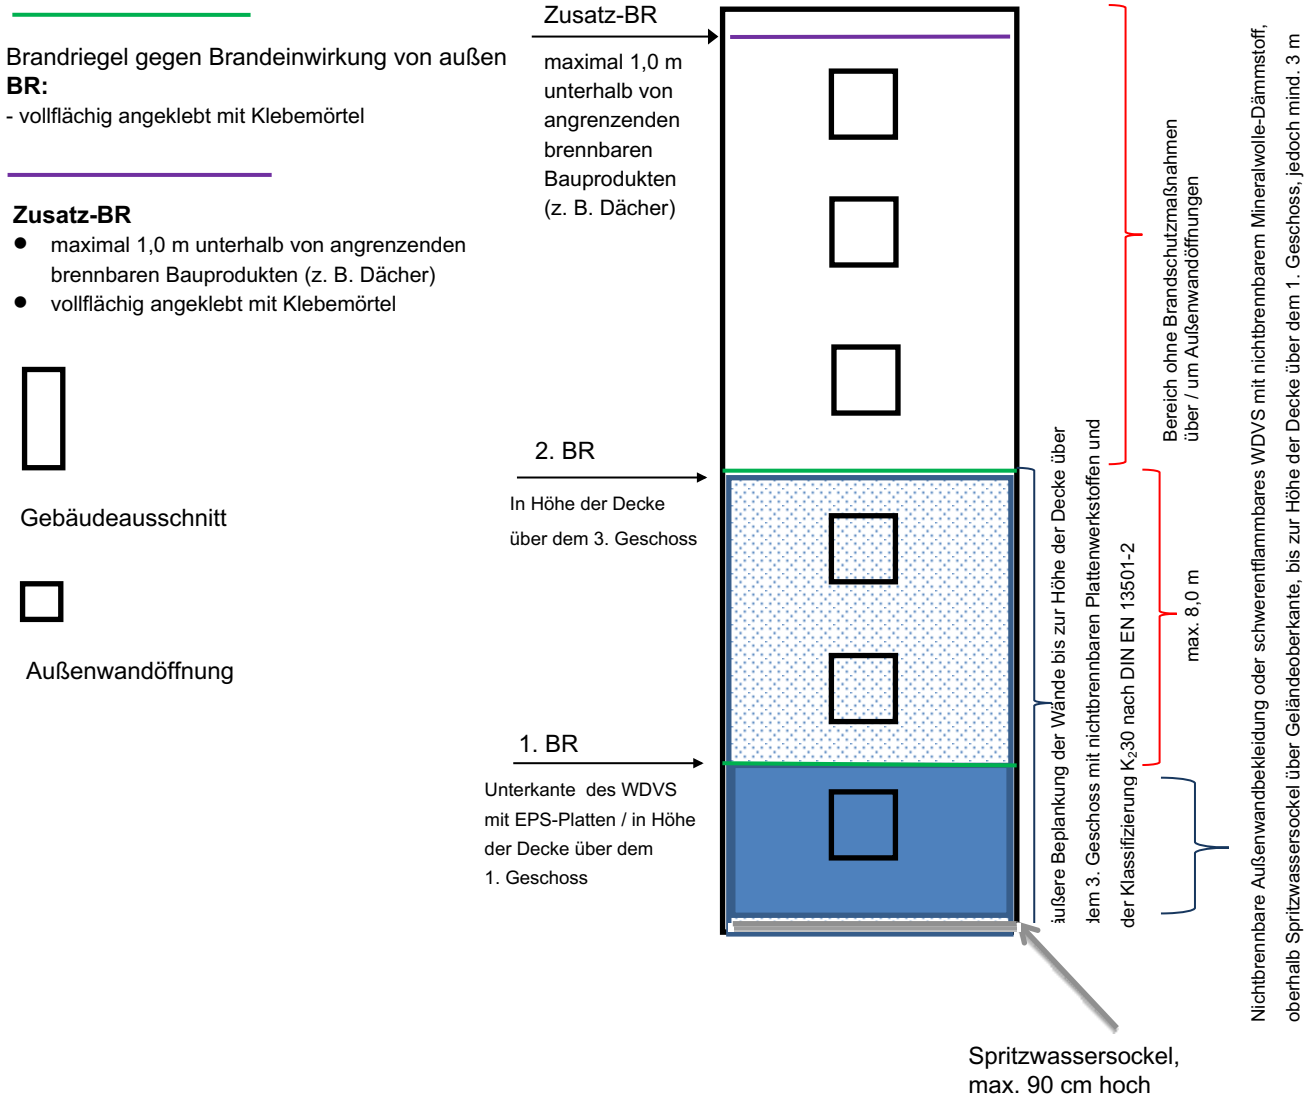 Brandriegel gegen Brandeinwirkung von außen
BR:
- vollflächig angeklebt mit Klebemörtel
Zusatz-BR
● maximal 1,0 m unterhalb von angrenzenden
brennbaren Bauprodukten (z. B. Dächer)
● vollflächig angeklebt mit Klebemörtel
Gebäudeausschnitt
Außenwandöffnung
Zusatz-BR
maximal 1,0 m
unterhalb von
angrenzenden
brennbaren
Bauprodukten
(z. B. Dächer)
2. BR
In Höhe der Decke
über dem 3. Geschoss
1. BR
Unterkante des WDVS
mit EPS-Platten / in Höhe
der Decke über dem
1. Geschoss
äußere Beplankung der Wände bis zur Höhe der Decke über
dem 3. Geschoss mit nichtbrennbaren Plattenwerkstoffen und
der Klassifizierung K₂30 nach DIN EN 13501-2
Bereich ohne Brandschutzmaßnahmen
über / um Außenwandöffnungen
max. 8,0 m
Nichtbrennbare Außenwandbekleidung oder schwerentflammbares WDVS mit nichtbrennbarem Mineralwolle-Dämmstoff,
oberhalb Spritzwassersockel über Geländeoberkante, bis zur Höhe der Decke über dem 1. Geschoss, jedoch mind. 3 m
Spritzwassersockel,
max. 90 cm hoch